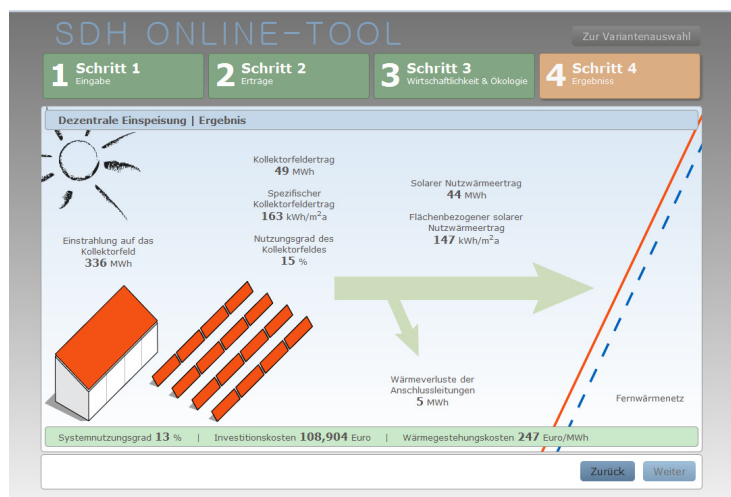 SDH ONLINE-TOOL
Zur Variantenauswahl
1 Schritt 1
Eingabe
2 Schritt 2
Erträge
3 Schritt 3
Wirtschaftlichkeit & Ökologie
4 Schritt 4
Ergebniss
Dezentrale Einspeisung | Ergebnis
Kollektorfeldertrag
49 MWh
Spezifischer
Kollektorfeldertrag
163 kWh/m²a
Nutzungsgrad des
Kollektorfeldes
15 %
Einstrahlung auf das
Kollektorfeld
336 MWh
Solarer Nutzwärmeertrag
44 MWh
Flächenbezogener solarer
Nutzwärmeertrag
147 kWh/m²a
Wärmeverluste der
Anschlussleitungen
5 MWh
Fernwärmenetz
Systemnutzungsgrad 13 % | Investitionskosten 108,904 Euro | Wärmegestehungskosten 247 Euro/MWh
Zurück
Weiter